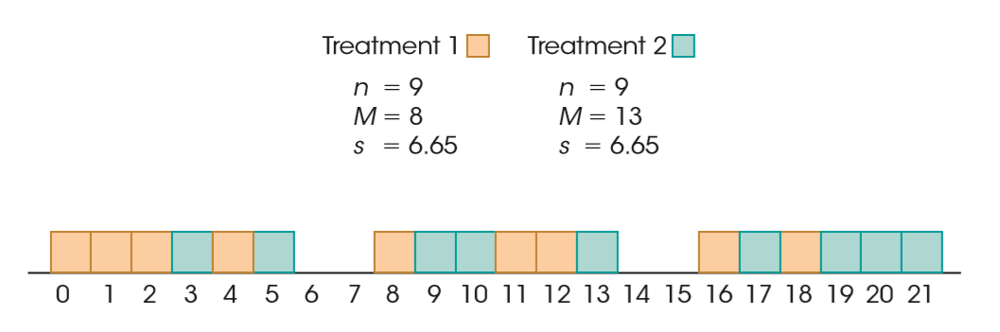 Treatment 1 Treatment 2
n = 9 n = 9
M = 8 M = 13
s = 6.65 s = 6.65
0 1 2 3 4 5 6 7 8 9 10 11 12 13 14 15 16 17 18 19 20 21